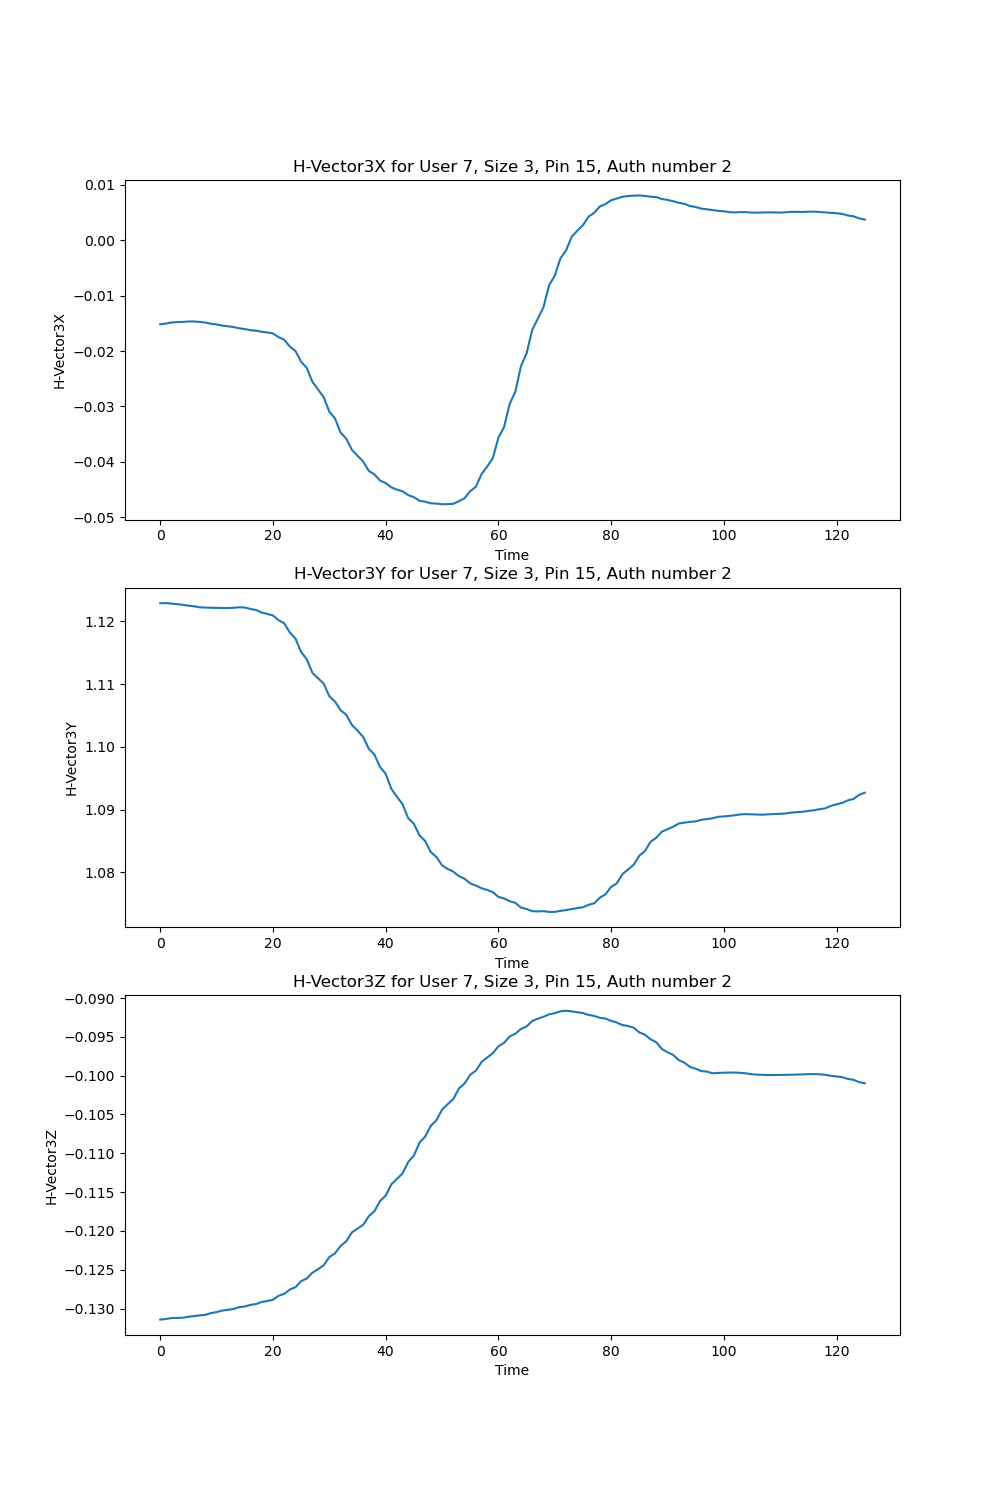 H-Vector3X for User 7, Size 3, Pin 15, Auth number 2
0.01
0.00
−0.01
−0.02
−0.03
−0.04
−0.05
H-Vector3X
0 20 40 60 80 100 120
Time
H-Vector3Y for User 7, Size 3, Pin 15, Auth number 2
1.12
1.11
1.10
1.09
1.08
H-Vector3Y
0 20 40 60 80 100 120
Time
H-Vector3Z for User 7, Size 3, Pin 15, Auth number 2
−0.090
−0.095
−0.100
−0.105
−0.110
−0.115
−0.120
−0.125
−0.130
H-Vector3Z
0 20 40 60 80 100 120
Time